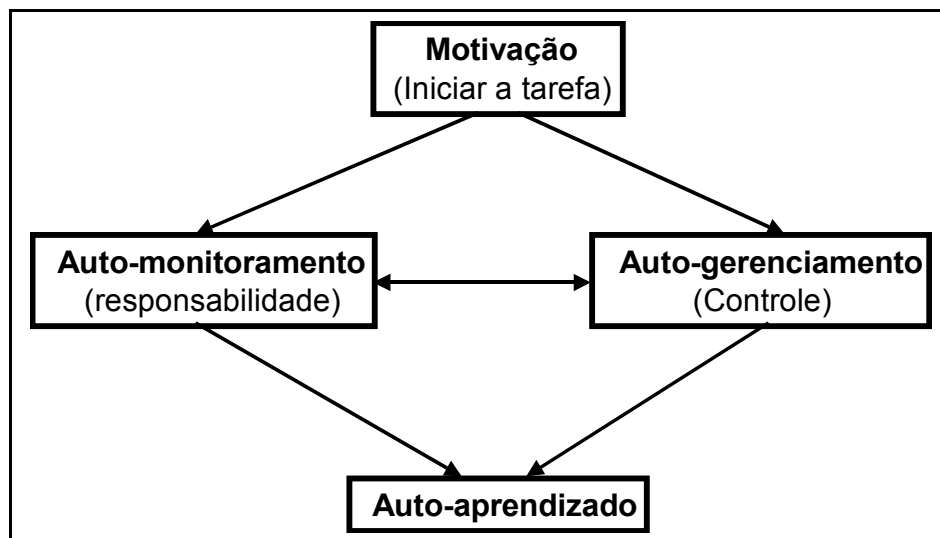 Motivação
(Iniciar a tarefa)
Auto-monitoramento
(responsabilidade)
Auto-gerenciamento
(Controle)
Auto-aprendizado